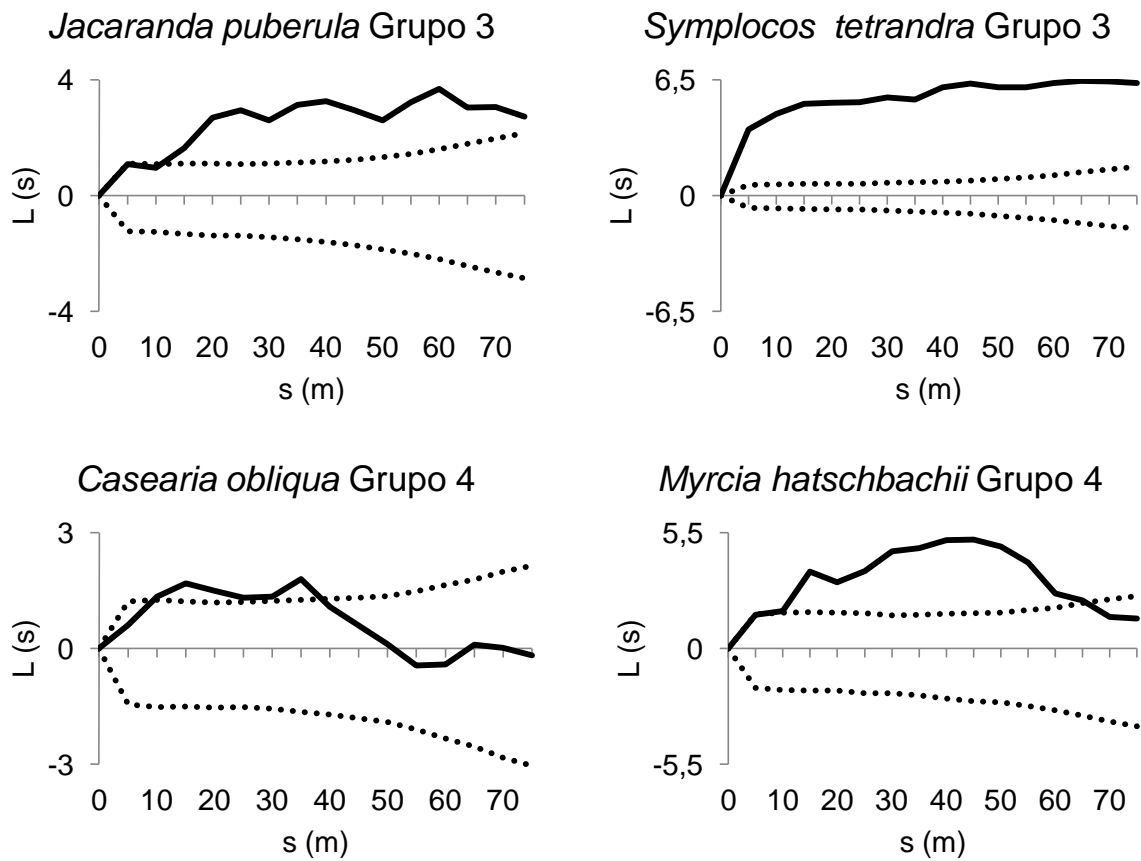 Jacaranda puberula Grupo 3
4
0
-4
L (s)
0 10 20 30 40 50 60 70
s (m)
Symplocos tetrandra Grupo 3
6,5
0
-6,5
L (s)
0 10 20 30 40 50 60 70
s (m)
Casearia obliqua Grupo 4
3
0
-3
L (s)
0 10 20 30 40 50 60 70
s (m)
Myrcia hatschbachii Grupo 4
5,5
0
-5,5
L (s)
0 10 20 30 40 50 60 70
s (m)